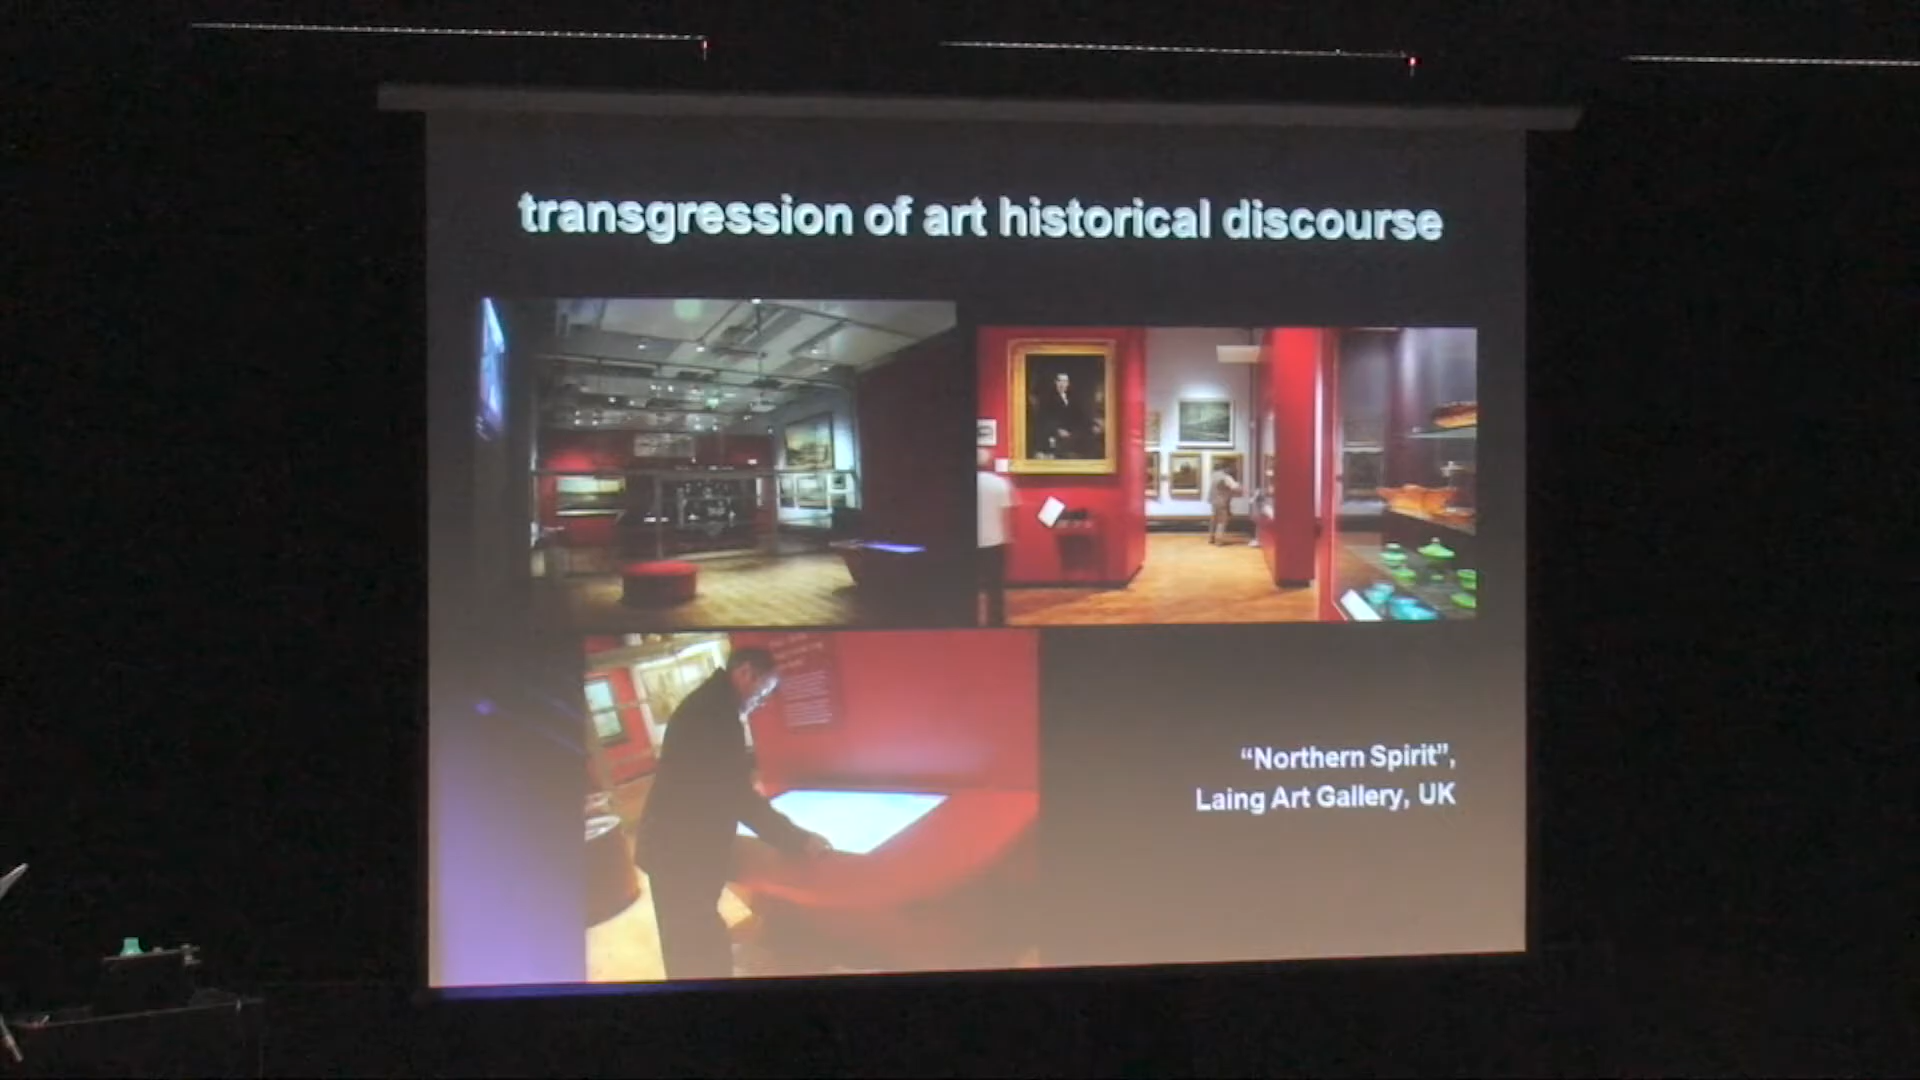 transgression of art historical discourse
“Northern Spirit”,
Laing Art Gallery, UK